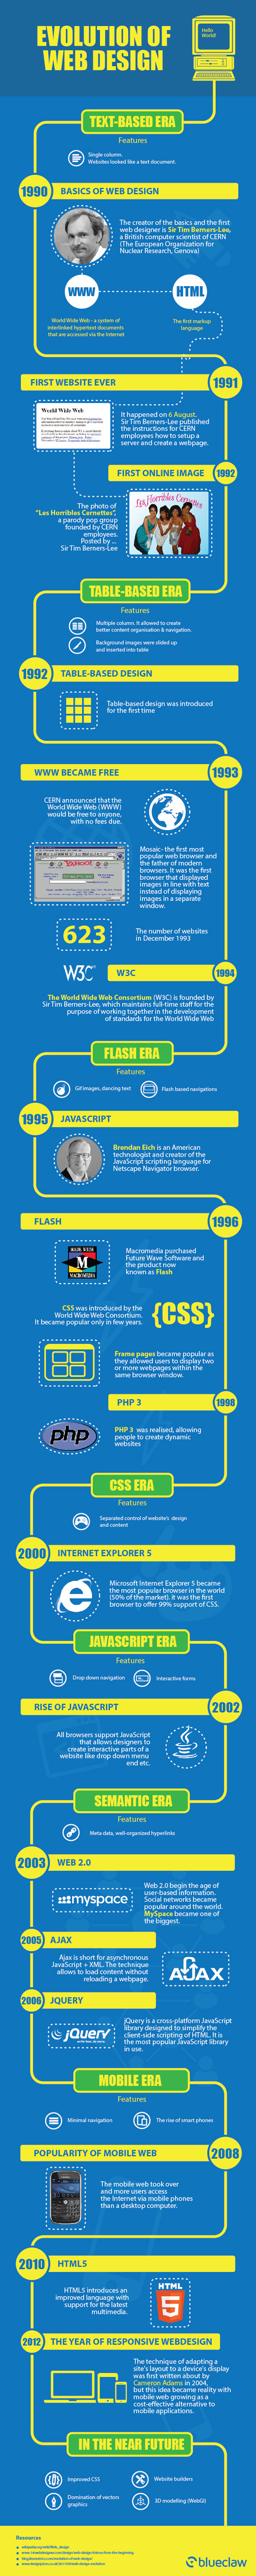 EVOLUTION OF
WEB DESIGN
Hello
World!
TEXT-BASED ERA
Features
Single column.
Websites looked like a text document.
1990
BASICS OF WEB DESIGN
The creator of the basics and the first
web designer is Sir Tim Berners-Lee,
a British computer scientist of CERN
(The European Organization for
Nuclear Research, Genova)
WWW
HTML
World Wide Web - a system of
interlinked hypertext documents
that are accessed via the Internet
The first markup
language
FIRST WEBSITE EVER
1991
World Wide Web
It happened on 6 August.
Sir Tim Berners-Lee published
the instructions for CERN
employees how to setup a
server and create a webpage.
FIRST ONLINE IMAGE
1992
The photo of
"Les Horribles Cernettes",
a parody pop group
founded by CERN
employees.
Posted by ...
Sir Tim Berners-Lee
Les Horribles Cernettes
TABLE-BASED ERA
Features
Multiple column. It allowed to create
better content organisation & navigation.
Background images were sliced up
and inserted into table
1992
TABLE-BASED DESIGN
Table-based design was introduced
for the first time
WWW BECAME FREE
1993
CERN announced that the
World Wide Web (WWW)
would be free to anyone,
with no fees due.
YAHOO!
Mosaic- the first most
popular web browser and
the father of modern
browsers. It was the first
browser that displayed
images in line with text
instead of displaying
images in a separate
window.
623
The number of websites
in December 1993
W3C
W3C
1994
The World Wide Web Consortium (W3C) is founded by
Sir Tim Berners-Lee, which maintains full-time staff for the
purpose of working together in the development
of standards for the World Wide Web
FLASH ERA
Features
Gif images, dancing text
Flash based navigations
1995
JAVASCRIPT
Brendan Eich is an American
technologist and creator of the
JavaScript scripting language for
Netscape Navigator browser.
FLASH
1996
MADE WITH
M
MACROMEDIA
Macromedia purchased
Future Wave Software and
the product now
known as Flash
CSS was introduced by the
World Wide Web Consortium.
It became popular only in few years.
{CSS}
Frame pages became popular as
they allowed users to display two
or more webpages within the
same browser window.
PHP 3
1998
php
PHP 3 was realised, allowing
people to create dynamic
websites
CSS ERA
Features
Separated control of website's design
and content
2000
INTERNET EXPLORER 5
Microsoft Internet Explorer 5 became
the most popular browser in the world
(50% of the market). It was the first
browser to offer 99% support of CSS.
JAVASCRIPT ERA
Features
Drop down navigation
Interactive forms
RISE OF JAVASCRIPT
2002
All browsers support JavaScript
that allows designers to
create interactive parts of a
website like drop down menu
end etc.
SEMANTIC ERA
Features
Meta data, well-organized hyperlinks
2003
WEB 2.0
myspace
Web 2.0 begin the age of
user-based information.
Social networks became
popular around the world.
MySpace became one of
the biggest.
2005
AJAX
Ajax is short for asynchronous
JavaScript + XML. The technique
allows to load content without
reloading a webpage.
AJAX
2006
JQUERY
jQuery
jQuery is a cross-platform JavaScript
library designed to simplify the
client-side scripting of HTML. It is
the most popular JavaScript library
in use.
MOBILE ERA
Features
Minimal navigation
The rise of smart phones
POPULARITY OF MOBILE WEB
2008
The mobile web took over
and more users access
the Internet via mobile phones
than a desktop computer.
2010
HTML5
HTML5 introduces an
improved language with
support for the latest
multimedia.
HTML
5
2012
THE YEAR OF RESPONSIVE WEBDESIGN
The technique of adapting a
site's layout to a device's display
was first written about by
Cameron Adams in 2004,
but this idea became reality with
mobile web growing as a
cost-effective alternative to
mobile applications.
IN THE NEAR FUTURE
Improved CSS
Website builders
Domination of vectors
graphics
3D modelling (WebGl)
Resources
blueclaw